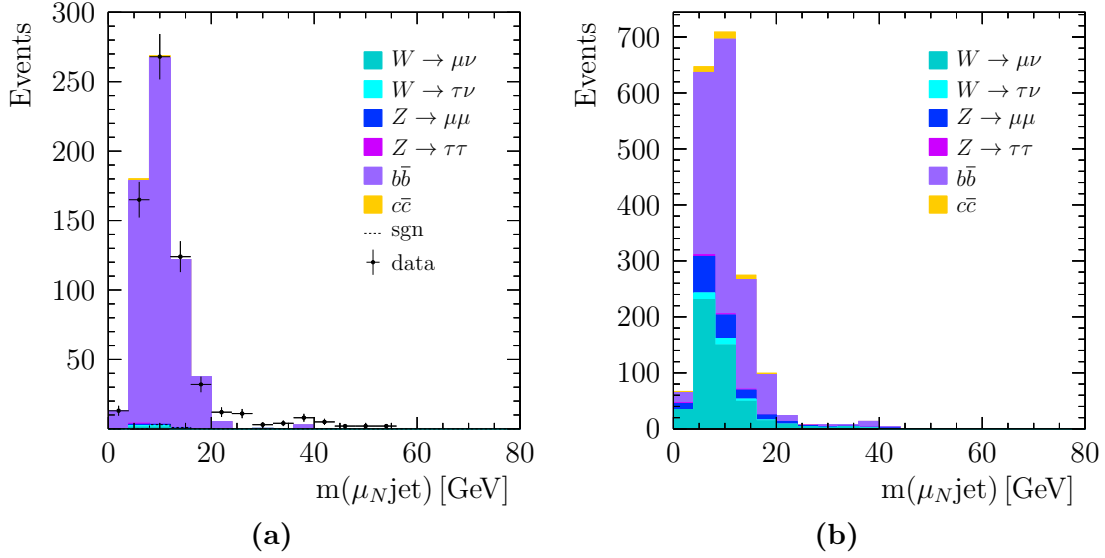 Events
300
250
200
150
100
50
0
20
40
60
80
m(μ_N jet) [GeV]
W → μν
W → τν
Z → μμ
Z → ττ
bb̄
cc̄
sgn
data
(a)
Events
700
600
500
400
300
200
100
0
0
20
40
60
80
m(μ_N jet) [GeV]
W → μν
W → τν
Z → μμ
Z → ττ
bb̄
cc̄
(b)